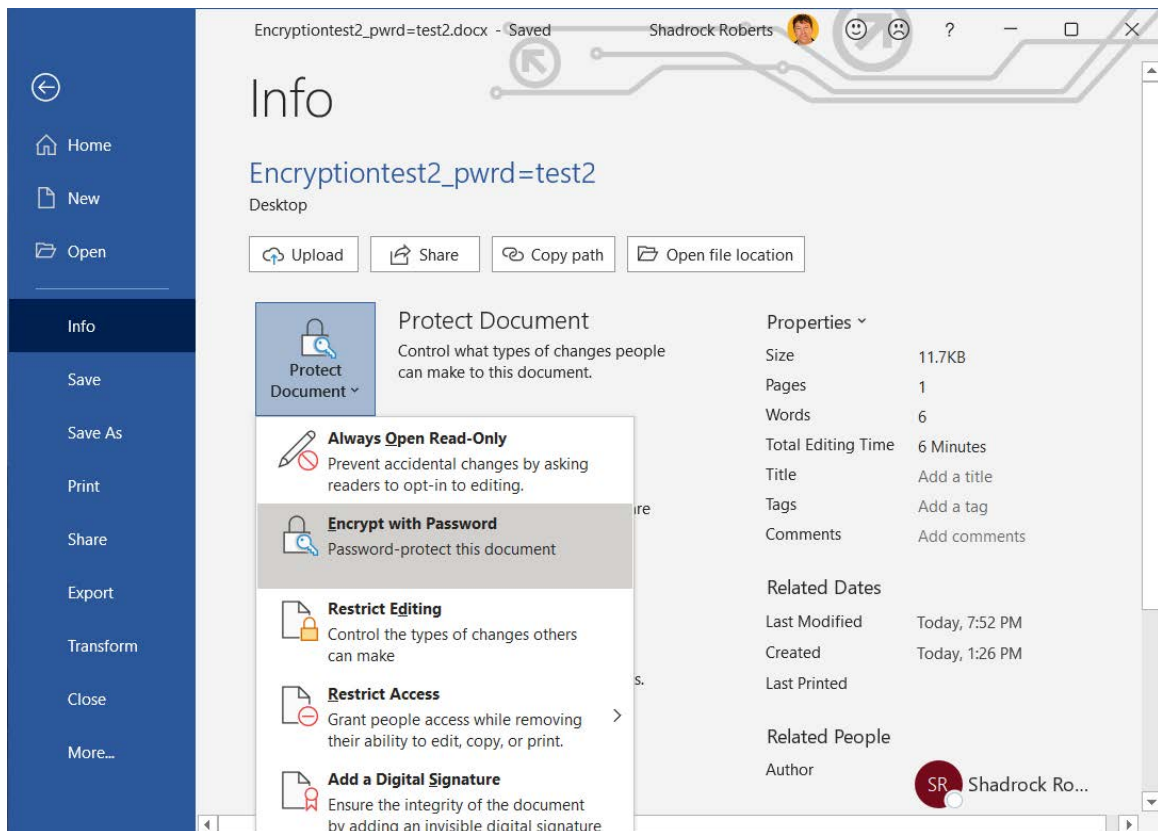 Encryptiontest2_pwrd=test2.docx - Saved
Shadrock Roberts
?
Info
Home
New
Open
Info
Save
Save As
Print
Share
Export
Transform
Close
More...
Encryptiontest2_pwrd=test2
Desktop
Upload
Share
Copy path
Open file location
Protect
Document
Protect Document
Control what types of changes people
can make to this document.
Always Open Read-Only
Prevent accidental changes by asking
readers to opt-in to editing.
Encrypt with Password
Password-protect this document
Restrict Editing
Control the types of changes others
can make
Restrict Access
Grant people access while removing
their ability to edit, copy, or print.
Add a Digital Signature
Ensure the integrity of the document
by adding an invisible digital signature
re
s.
Properties
Size 11.7KB
Pages 1
Words 6
Total Editing Time 6 Minutes
Title Add a title
Tags Add a tag
Comments Add comments
Related Dates
Last Modified Today, 7:52 PM
Created Today, 1:26 PM
Last Printed
Related People
Author
SR Shadrock Ro...